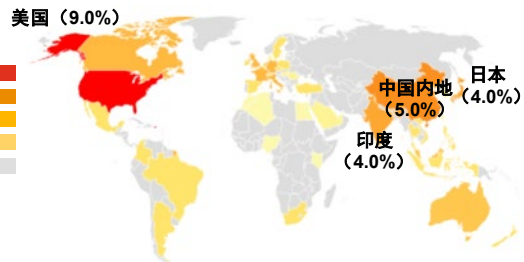 美国（9.0%）
日本
（4.0%）
中国内地
（5.0%）
印度
（4.0%）